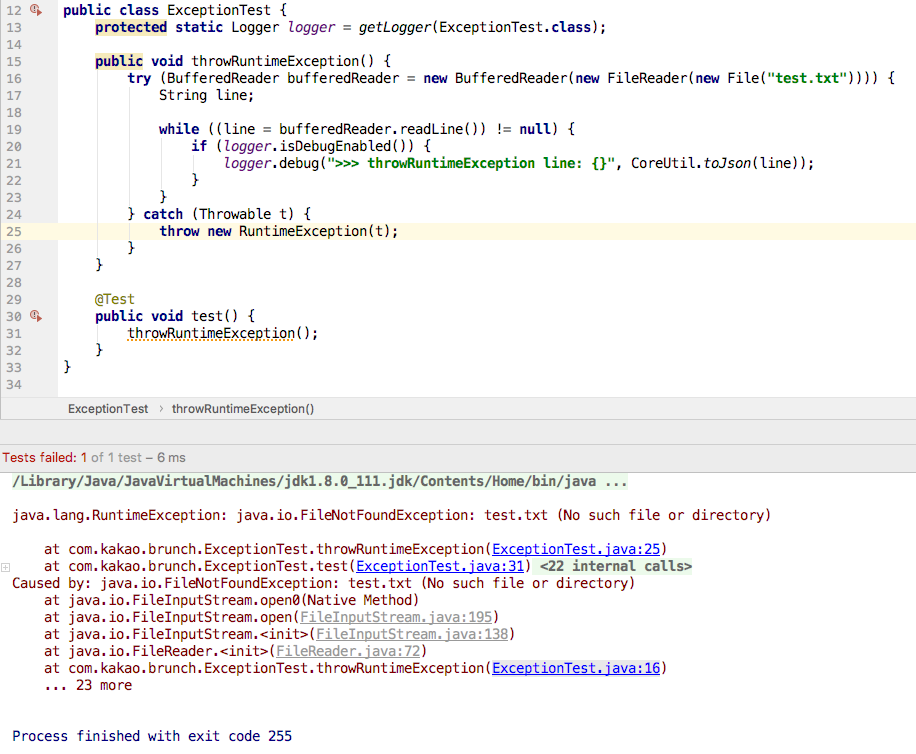 12 public class ExceptionTest {
13     protected static Logger logger = getLogger(ExceptionTest.class);
14
15     public void throwRuntimeException() {
16         try (BufferedReader bufferedReader = new BufferedReader(new FileReader(new File("test.txt")))) {
17             String line;
18
19             while ((line = bufferedReader.readLine()) != null) {
20                 if (logger.isDebugEnabled()) {
21                     logger.debug(">>> throwRuntimeException line: {}", CoreUtil.toJson(line));
22                 }
23             }
24         } catch (Throwable t) {
25             throw new RuntimeException(t);
26         }
27     }
28
29     @Test
30     public void test() {
31         throwRuntimeException();
32     }
33 }
34
ExceptionTest › throwRuntimeException()
Tests failed: 1 of 1 test – 6 ms
/Library/Java/JavaVirtualMachines/jdk1.8.0_111.jdk/Contents/Home/bin/java ...
java.lang.RuntimeException: java.io.FileNotFoundException: test.txt (No such file or directory)
    at com.kakao.brunch.ExceptionTest.throwRuntimeException(ExceptionTest.java:25)
    at com.kakao.brunch.ExceptionTest.test(ExceptionTest.java:31) <22 internal calls>
Caused by: java.io.FileNotFoundException: test.txt (No such file or directory)
    at java.io.FileInputStream.open0(Native Method)
    at java.io.FileInputStream.open(FileInputStream.java:195)
    at java.io.FileInputStream.<init>(FileInputStream.java:138)
    at java.io.FileReader.<init>(FileReader.java:72)
    at com.kakao.brunch.ExceptionTest.throwRuntimeException(ExceptionTest.java:16)
    ... 23 more
Process finished with exit code 255